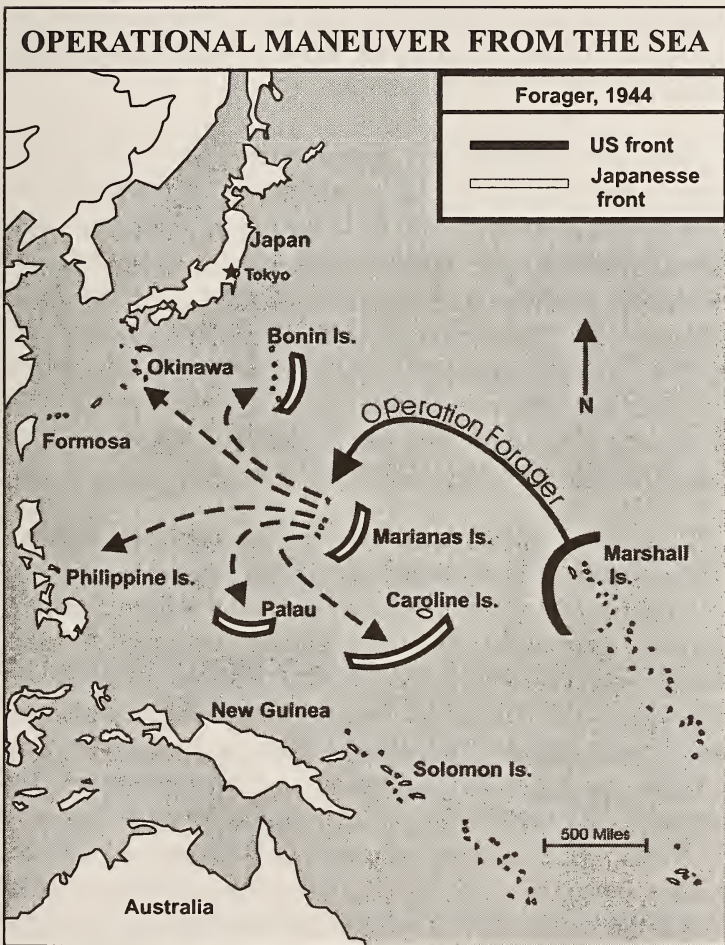 OPERATIONAL MANEUVER FROM THE SEA
Forager, 1944
US front
Japanesse
front
Japan
Tokyo
Bonin Is.
Okinawa
N
Operation Forager
Formosa
Marianas Is.
Marshall
Is.
Philippine Is.
Palau
Caroline Is.
New Guinea
Solomon Is.
500 Miles
Australia